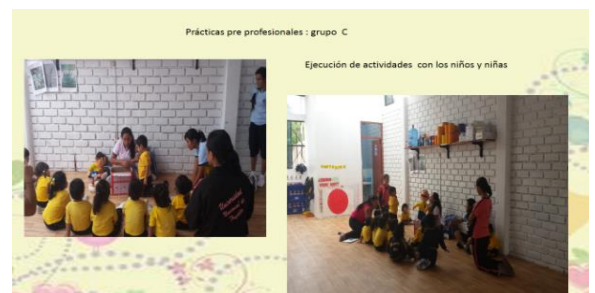 Prácticas pre profesionales : grupo C
Ejecución de actividades con los niños y niñas